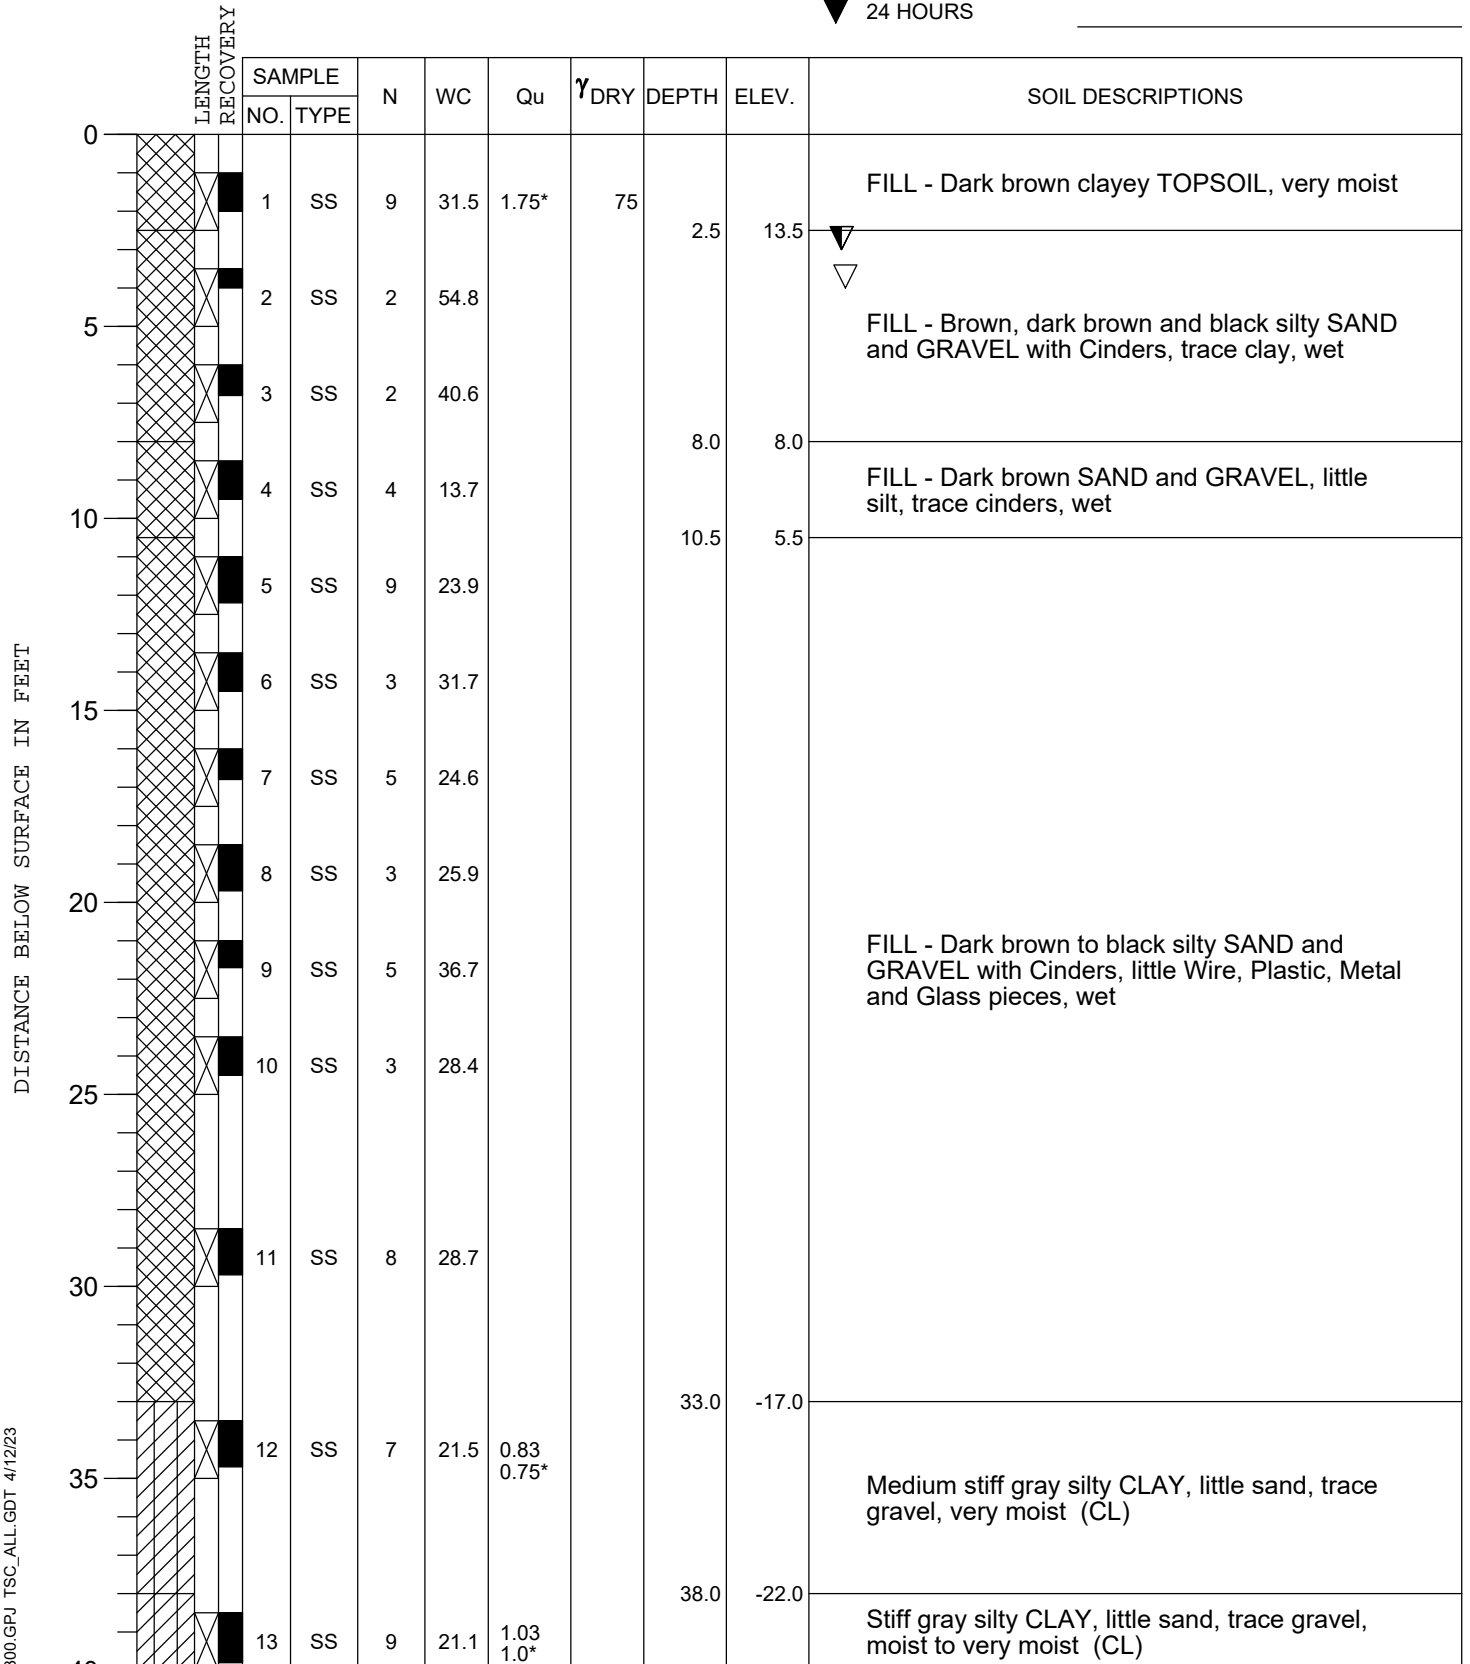 24 HOURS
LENGTH
RECOVERY
SAMPLE
NO. TYPE N WC Qu γDRY DEPTH ELEV. SOIL DESCRIPTIONS
0
FILL - Dark brown clayey TOPSOIL, very moist
1 SS 9 31.5 1.75* 75
2.5 13.5
2 SS 2 54.8
FILL - Brown, dark brown and black silty SAND
and GRAVEL with Cinders, trace clay, wet
5
3 SS 2 40.6
8.0 8.0
FILL - Dark brown SAND and GRAVEL, little
silt, trace cinders, wet
4 SS 4 13.7
10
10.5 5.5
5 SS 9 23.9
6 SS 3 31.7
15
7 SS 5 24.6
8 SS 3 25.9
20
FILL - Dark brown to black silty SAND and
GRAVEL with Cinders, little Wire, Plastic, Metal
and Glass pieces, wet
9 SS 5 36.7
10 SS 3 28.4
25
11 SS 8 28.7
30
33.0 -17.0
12 SS 7 21.5 0.83
0.75*
35
Medium stiff gray silty CLAY, little sand, trace
gravel, very moist (CL)
38.0 -22.0
Stiff gray silty CLAY, little sand, trace gravel,
moist to very moist (CL)
13 SS 9 21.1 1.03
1.0*
DISTANCE BELOW SURFACE IN FEET
300.GPJ TSC_ALL.GDT 4/12/23